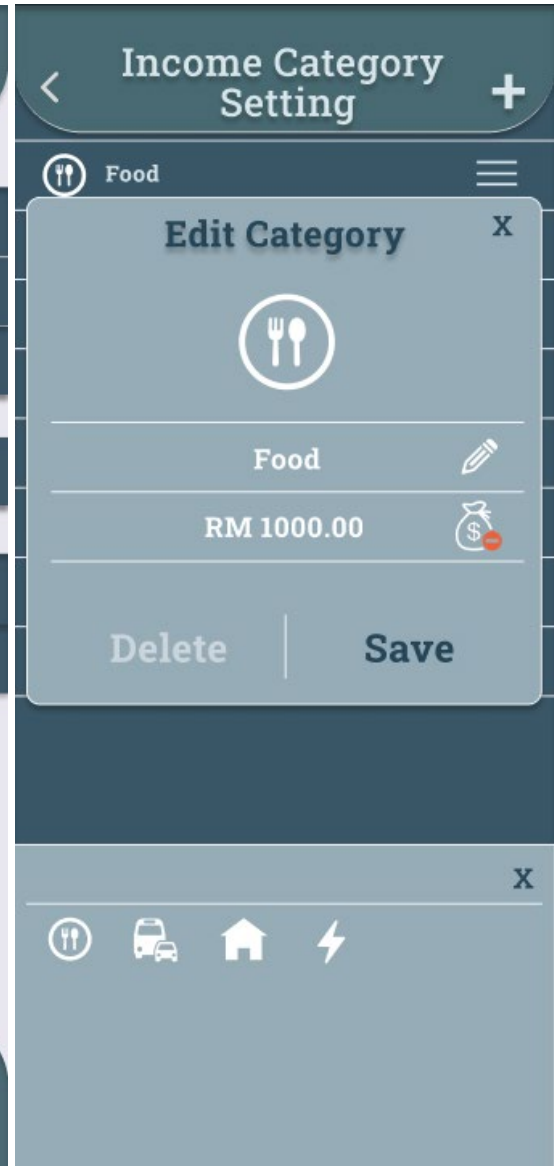 Income Category
Setting
+
Food
Edit Category
X
Food
RM 1000.00
$
Delete
Save
X